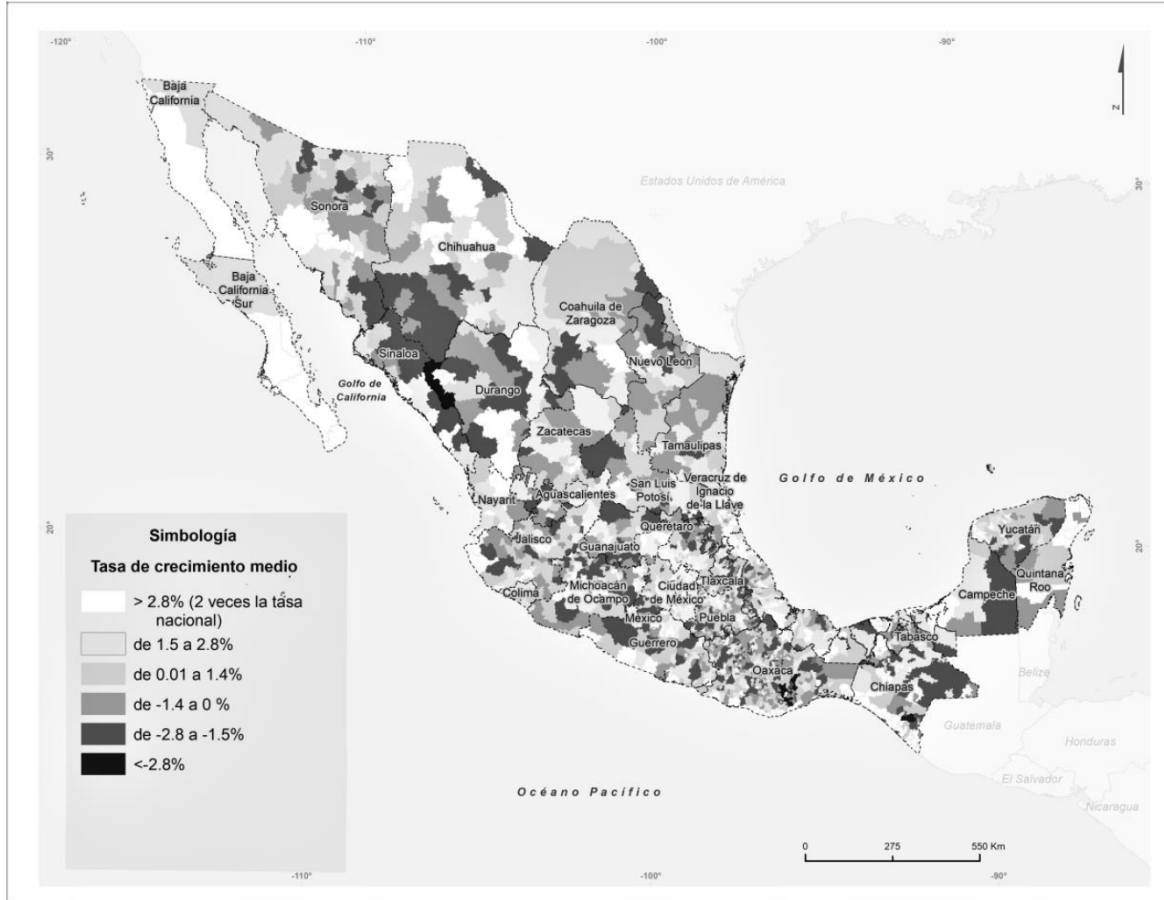 -120°
-110°
-100°
-90°
Baja
California
N
30°
30°
Estados Unidos de América
Sonora
Chihuahua
Baja
California
Sur
Coahuila de
Zaragoza
Sinaloa
Nuevo León
Golfo de
California
Durango
Zacatecas
Tamaulipas
Golfo de México
Nayarit
Aguascalientes
San Luis
Potosí
Veracruz de
Ignacio
de la Llave
20°
20°
Yucatán
Querétaro
Jalisco
Guanajuato
Quintana
Roo
Campeche
Colima
Michoacán
de Ocampo
Ciudad
de México
Tlaxcala
México
Puebla
Guerrero
Tabasco
Oaxaca
Chiapas
Belize
Guatemala
Honduras
El Salvador
Nicaragua
Océano Pacífico
Simbología
Tasa de crecimiento medio
> 2.8% (2 veces la tasa
nacional)
de 1.5 a 2.8%
de 0.01 a 1.4%
de -1.4 a 0 %
de -2.8 a -1.5%
<-2.8%
0 275 550 Km
-110°
-100°
-90°